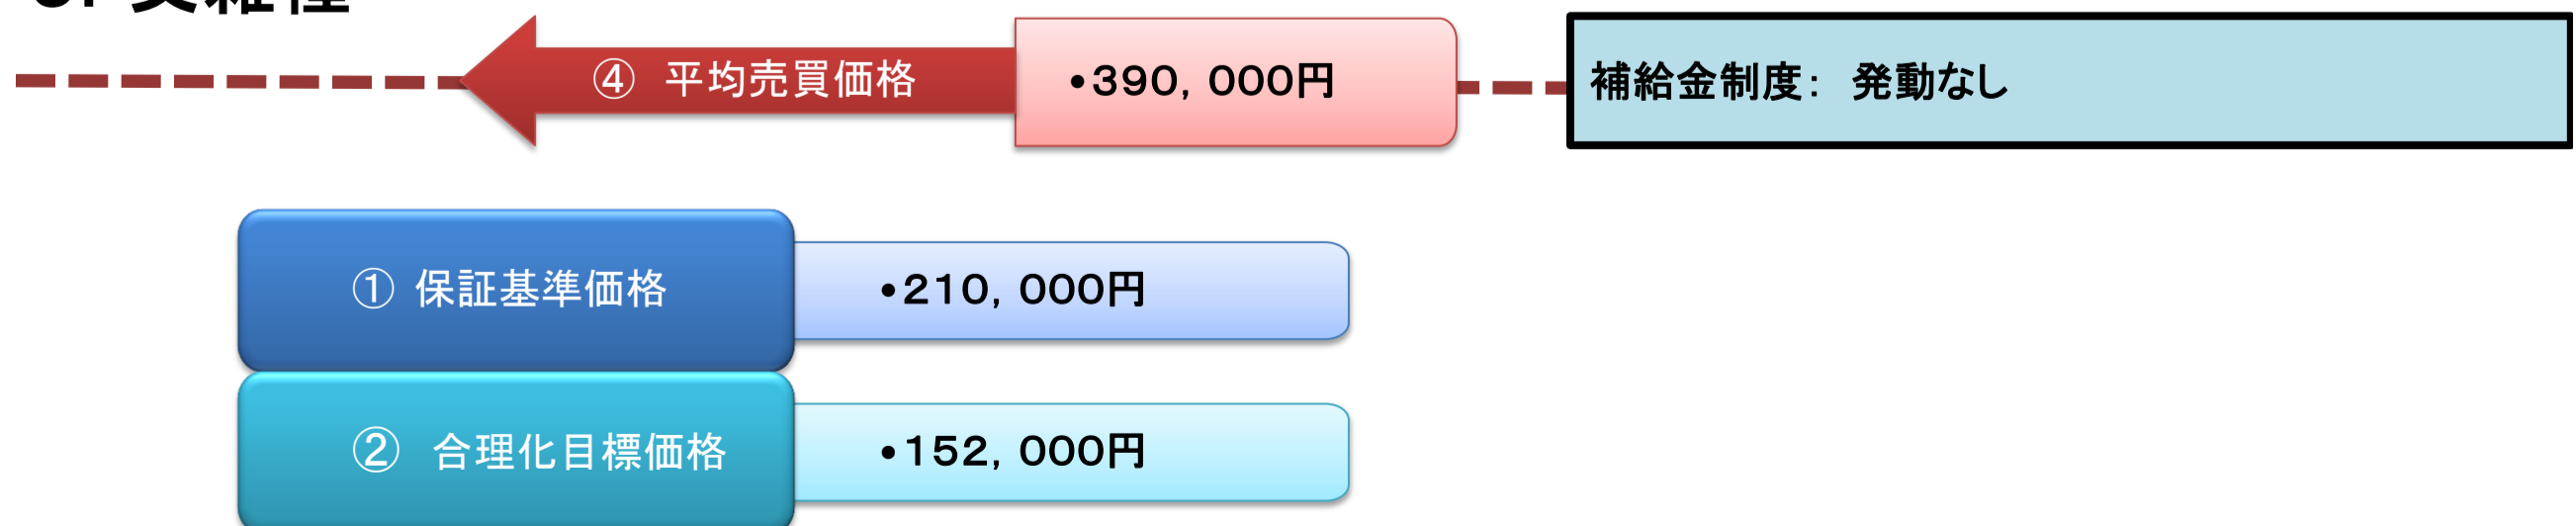 ④　平均売買価格
•３９０，０００円
補給金制度：　発動なし
① 保証基準価格
•２１０，０００円
②　合理化目標価格
•１５２，０００円